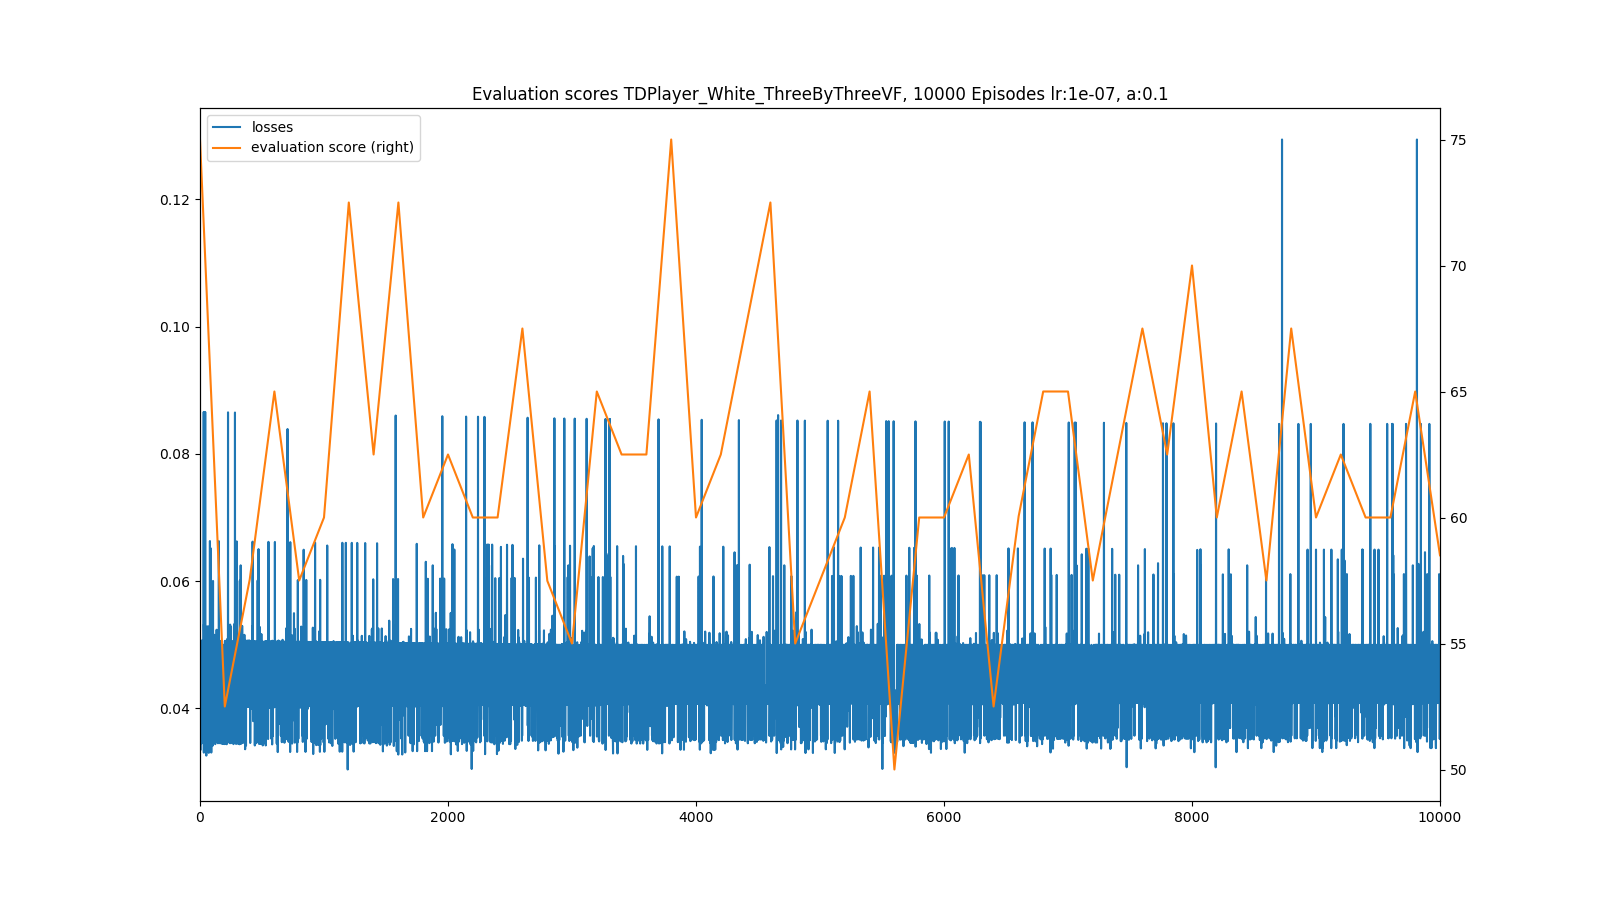 Evaluation scores TDPlayer_White_ThreeByThreeVF, 10000 Episodes lr:1e-07, a:0.1
losses
evaluation score (right)
0.12
0.10
0.08
0.06
0.04
75
70
65
60
55
50
0 2000 4000 6000 8000 10000